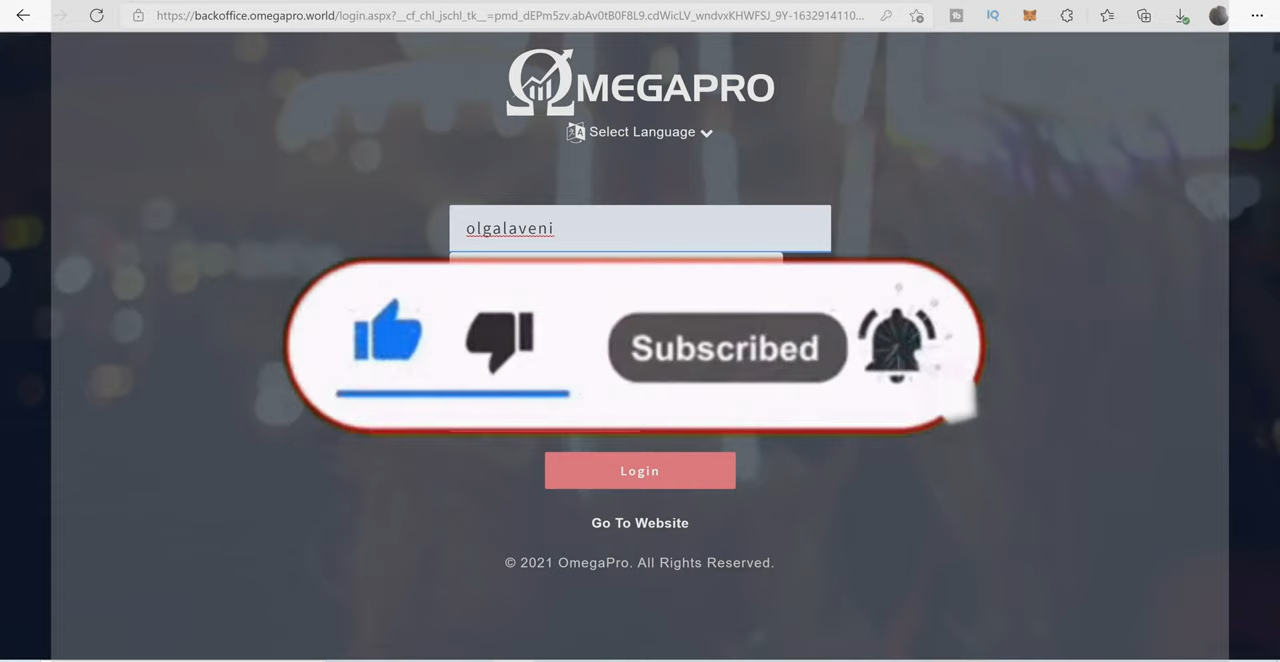 https://backoffice.omegapro.world/login.aspx?__cf_chl_jschl_tk__=pmd_dEPm5zv.abAv0tB0F8L9.cdWicLV_wndvxKHWFSJ_9Y-1632914110...
ΩMEGAPRO
Select Language
olgalaveni
Subscribed
Login
Go To Website
© 2021 OmegaPro. All Rights Reserved.